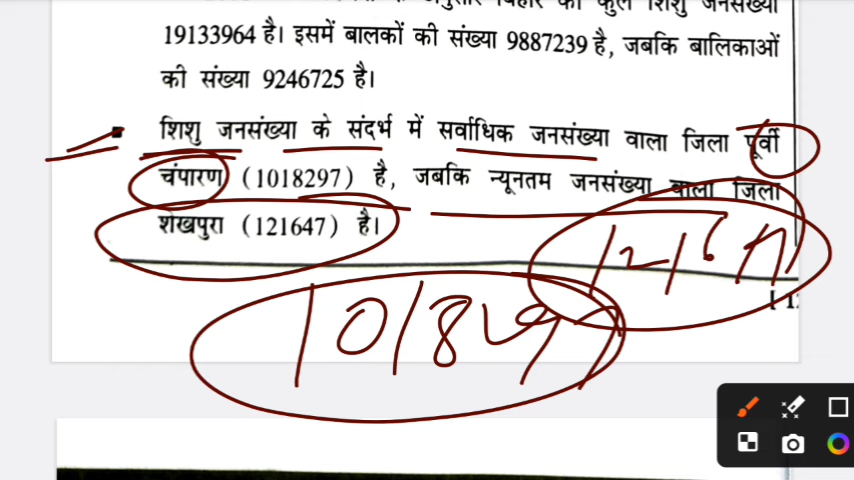 के अनुसार बिहार की कुल शिशु जनसंख्या
19133964 है। इसमें बालकों की संख्या 9887239 है, जबकि बालिकाओं
की संख्या 9246725 है।
▪ शिशु जनसंख्या के संदर्भ में सर्वाधिक जनसंख्या वाला जिला पूर्वी
चंपारण (1018297) है, जबकि न्यूनतम जनसंख्या वाला जिला
शेखपुरा (121647) है।